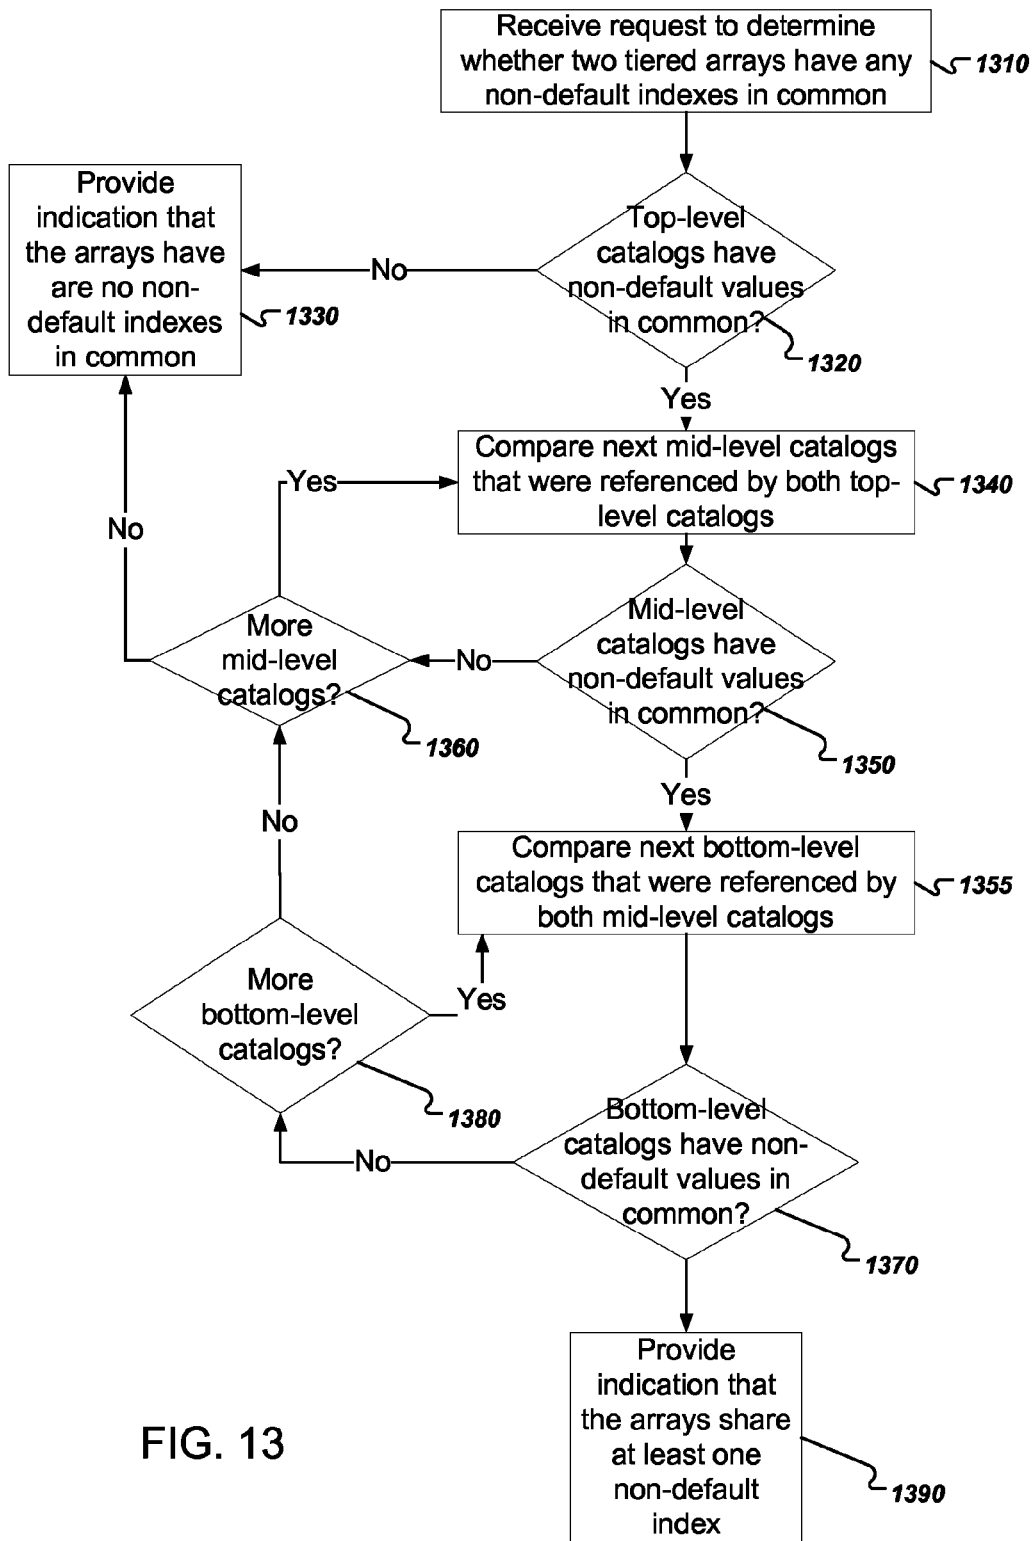 Receive request to determine
whether two tiered arrays have any
non-default indexes in common
1310
Provide
indication that
the arrays have
are no non-
default indexes
in common
1330
No
Top-level
catalogs have
non-default values
in common?
1320
Yes
Compare next mid-level catalogs
that were referenced by both top-
level catalogs
1340
Yes
No
More
mid-level
catalogs?
1360
No
Mid-level
catalogs have
non-default values
in common?
1350
Yes
No
Compare next bottom-level
catalogs that were referenced by
both mid-level catalogs
1355
More
bottom-level
catalogs?
1380
Yes
No
Bottom-level
catalogs have non-
default values in
common?
1370
Provide
indication that
the arrays share
at least one
non-default
index
1390
FIG. 13